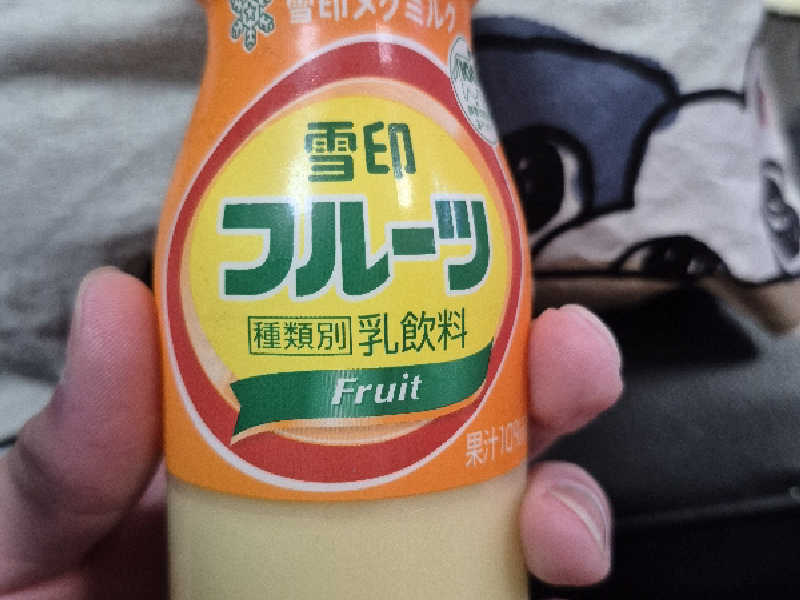 雪印メグミルク
雪印
フルーツ
種類別 乳飲料
Fruit
果汁10%